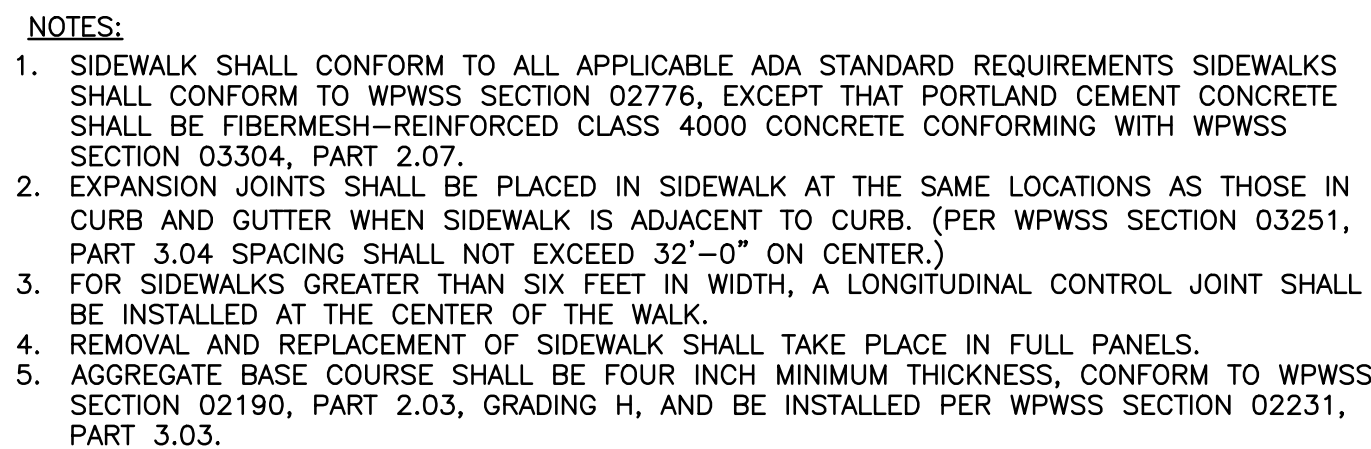 NOTES:
1. SIDEWALK SHALL CONFORM TO ALL APPLICABLE ADA STANDARD REQUIREMENTS SIDEWALKS
SHALL CONFORM TO WPWSS SECTION 02776, EXCEPT THAT PORTLAND CEMENT CONCRETE
SHALL BE FIBERMESH–REINFORCED CLASS 4000 CONCRETE CONFORMING WITH WPWSS
SECTION 03304, PART 2.07.
2. EXPANSION JOINTS SHALL BE PLACED IN SIDEWALK AT THE SAME LOCATIONS AS THOSE IN
CURB AND GUTTER WHEN SIDEWALK IS ADJACENT TO CURB. (PER WPWSS SECTION 03251,
PART 3.04 SPACING SHALL NOT EXCEED 32'–0" ON CENTER.)
3. FOR SIDEWALKS GREATER THAN SIX FEET IN WIDTH, A LONGITUDINAL CONTROL JOINT SHALL
BE INSTALLED AT THE CENTER OF THE WALK.
4. REMOVAL AND REPLACEMENT OF SIDEWALK SHALL TAKE PLACE IN FULL PANELS.
5. AGGREGATE BASE COURSE SHALL BE FOUR INCH MINIMUM THICKNESS, CONFORM TO WPWSS
SECTION 02190, PART 2.03, GRADING H, AND BE INSTALLED PER WPWSS SECTION 02231,
PART 3.03.